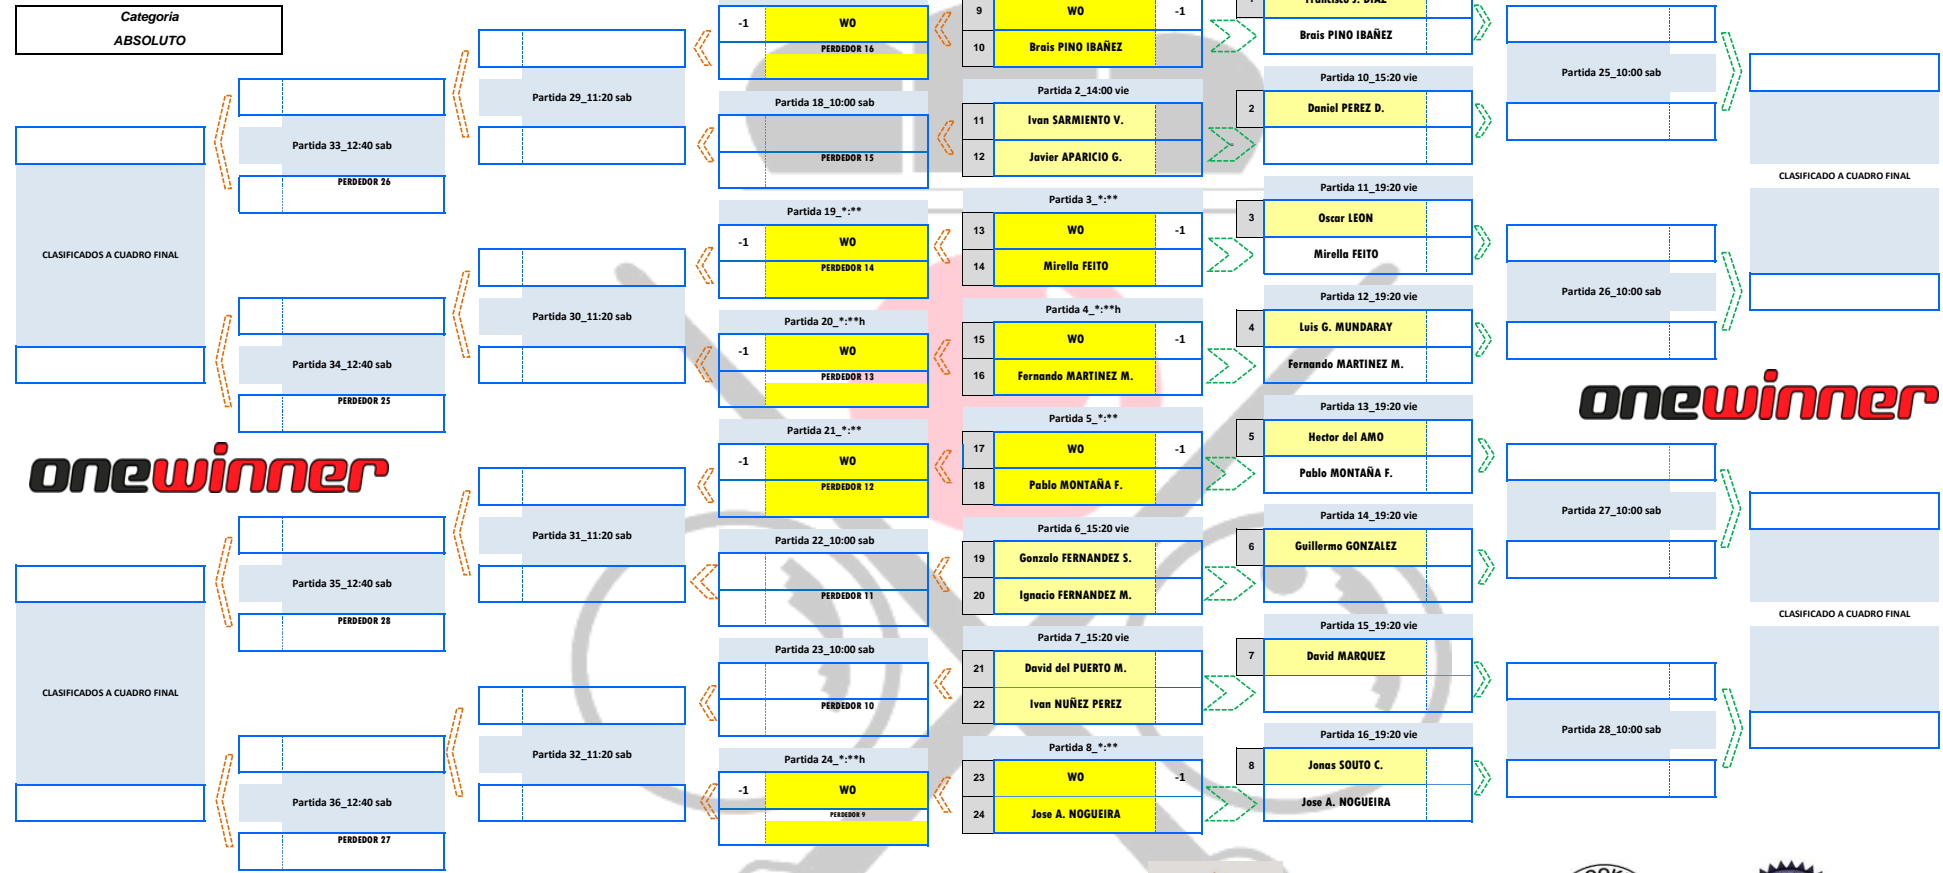 Categoria
ABSOLUTO
Partida 33_12:40 sab
PERDEDOR 26
CLASIFICADOS A CUADRO FINAL
Partida 34_12:40 sab
PERDEDOR 25
onewinner
Partida 35_12:40 sab
PERDEDOR 28
CLASIFICADOS A CUADRO FINAL
Partida 36_12:40 sab
PERDEDOR 27
Partida 29_11:20 sab
Partida 30_11:20 sab
Partida 31_11:20 sab
Partida 32_11:20 sab
-1 WO
PERDEDOR 16
Partida 18_10:00 sab
PERDEDOR 15
Partida 19_*:**
-1 WO
PERDEDOR 14
Partida 20_*:**h
-1 WO
PERDEDOR 13
Partida 21_*:**
-1 WO
PERDEDOR 12
Partida 22_10:00 sab
PERDEDOR 11
Partida 23_10:00 sab
PERDEDOR 10
Partida 24_*:**h
-1 WO
PERDEDOR 9
9 WO -1
10 Brais PINO IBAÑEZ
Partida 2_14:00 vie
11 Ivan SARMIENTO V.
12 Javier APARICIO G.
Partida 3_*:**
13 WO -1
14 Mirella FEITO
Partida 4_*:**h
15 WO -1
16 Fernando MARTINEZ M.
Partida 5_*:**
17 WO -1
18 Pablo MONTAÑA F.
Partida 6_15:20 vie
19 Gonzalo FERNANDEZ S.
20 Ignacio FERNANDEZ M.
Partida 7_15:20 vie
21 David del PUERTO M.
22 Ivan NUÑEZ PEREZ
Partida 8_*:**
23 WO -1
24 Jose A. NOGUEIRA
Francisco J. DIAZ
Brais PINO IBAÑEZ
Partida 10_15:20 vie
2 Daniel PEREZ D.
Partida 11_19:20 vie
3 Oscar LEON
Mirella FEITO
Partida 12_19:20 vie
4 Luis G. MUNDARAY
Fernando MARTINEZ M.
Partida 13_19:20 vie
5 Hector del AMO
Pablo MONTAÑA F.
Partida 14_19:20 vie
6 Guillermo GONZALEZ
Partida 15_19:20 vie
7 David MARQUEZ
Partida 16_19:20 vie
8 Jonas SOUTO C.
Jose A. NOGUEIRA
Partida 25_10:00 sab
Partida 26_10:00 sab
Partida 27_10:00 sab
Partida 28_10:00 sab
CLASIFICADO A CUADRO FINAL
onewinner
CLASIFICADO A CUADRO FINAL